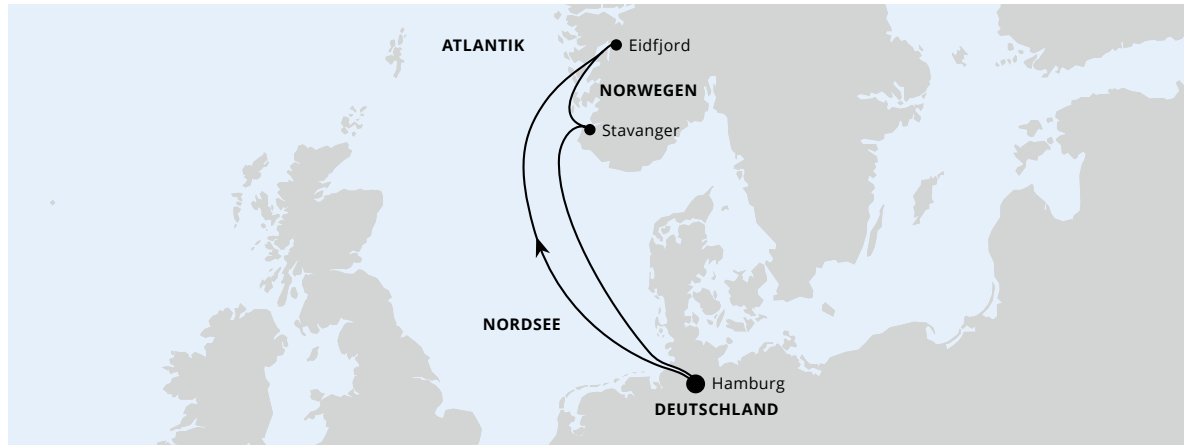 ATLANTIK
Eidfjord
NORWEGEN
Stavanger
NORDSEE
Hamburg
DEUTSCHLAND